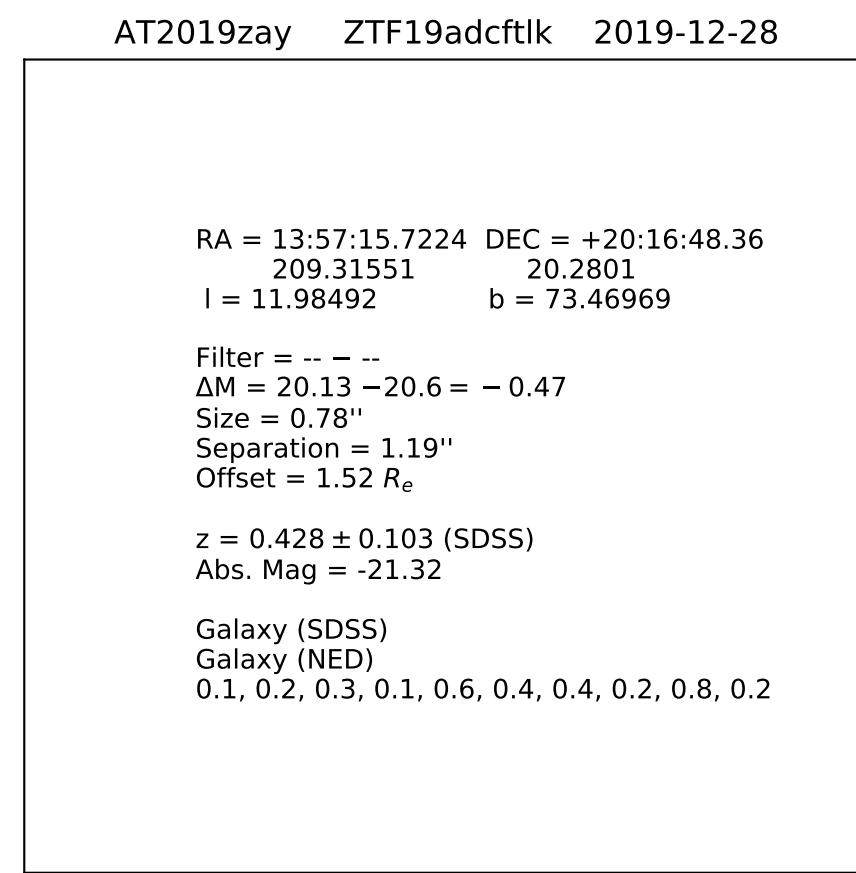 AT2019zay ZTF19adcftlk 2019-12-28
RA = 13:57:15.7224 DEC = +20:16:48.36
209.31551 20.2801
l = 11.98492 b = 73.46969
Filter = -- − --
ΔM = 20.13 −20.6 = − 0.47
Size = 0.78''
Separation = 1.19''
Offset = 1.52 Rₑ
z = 0.428 ± 0.103 (SDSS)
Abs. Mag = -21.32
Galaxy (SDSS)
Galaxy (NED)
0.1, 0.2, 0.3, 0.1, 0.6, 0.4, 0.4, 0.2, 0.8, 0.2